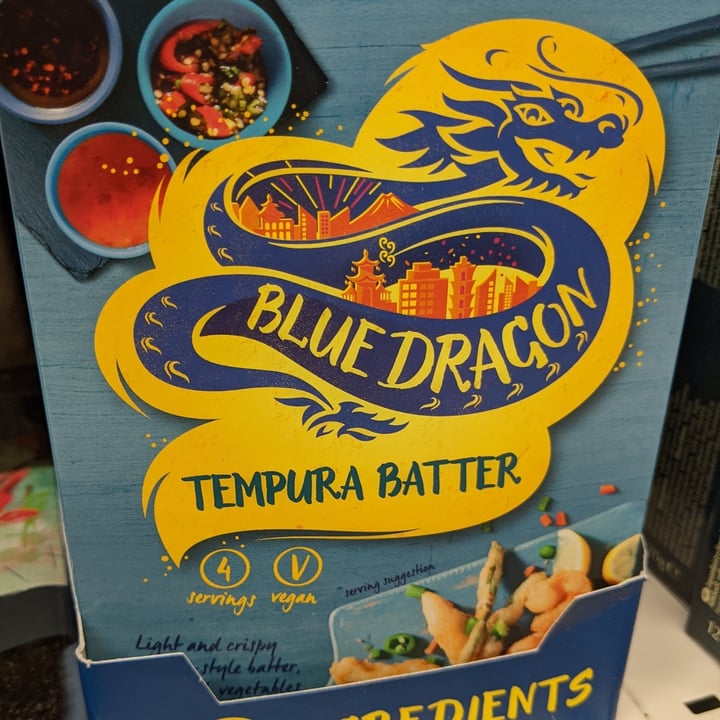 BLUE DRAGON
TEMPURA BATTER
4
servings
V
vegan
serving suggestion
Light and crispy
style batter,
vegetables